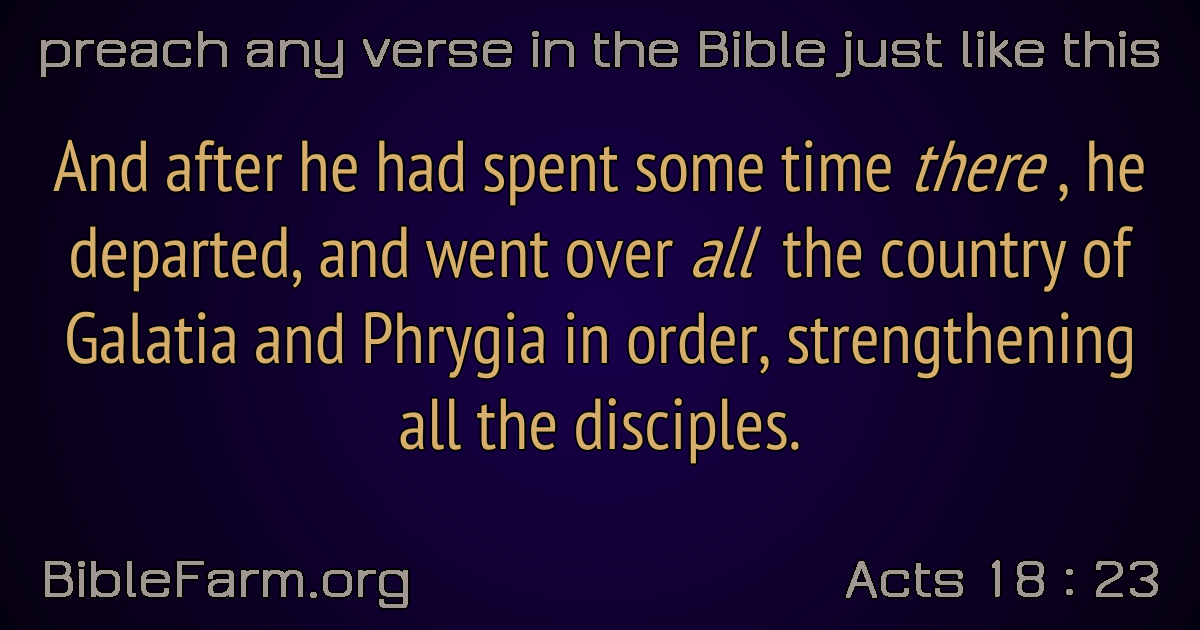 preach any verse in the Bible just like this
And after he had spent some time there , he
departed, and went over all the country of
Galatia and Phrygia in order, strengthening
all the disciples.
BibleFarm.org
Acts 18 : 23